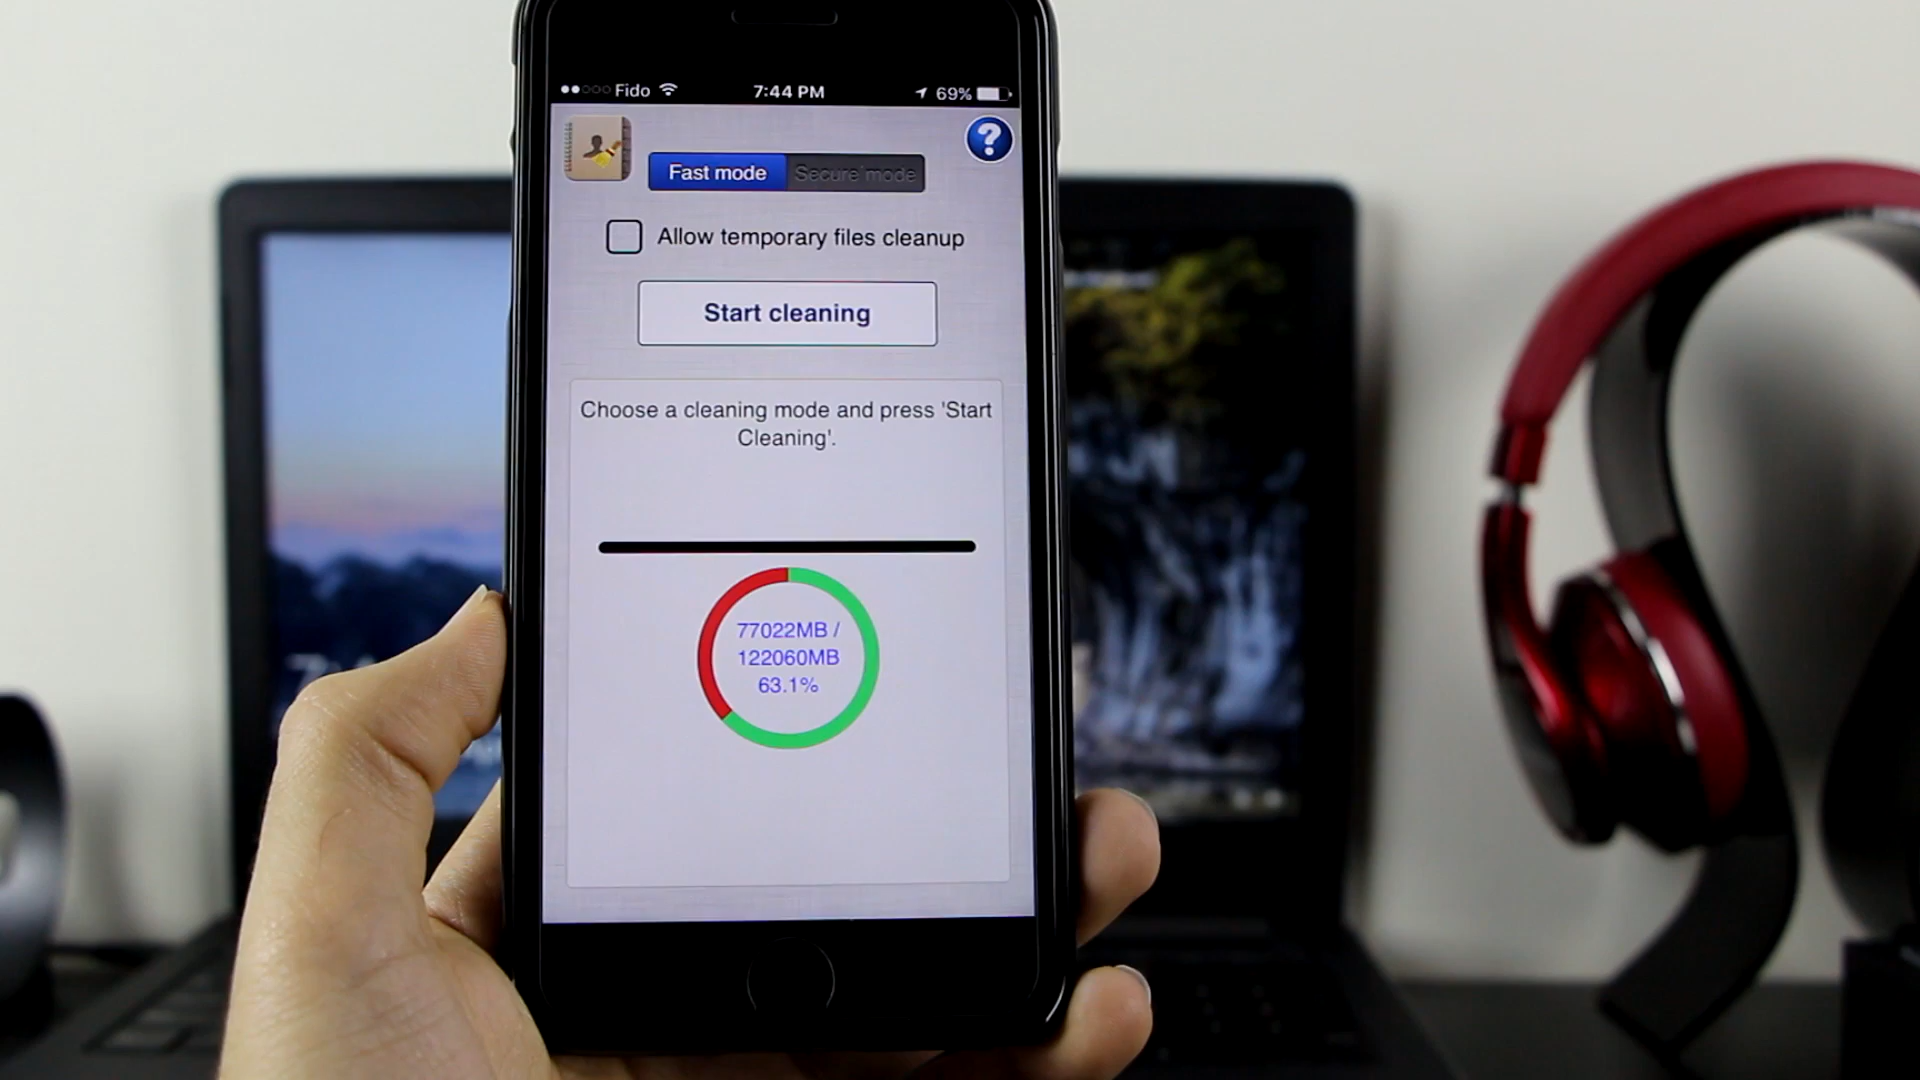 Fido 7:44 PM 69%
?
Fast mode Secure mode
Allow temporary files cleanup
Start cleaning
Choose a cleaning mode and press 'Start
Cleaning'.
77022MB /
122060MB
63.1%